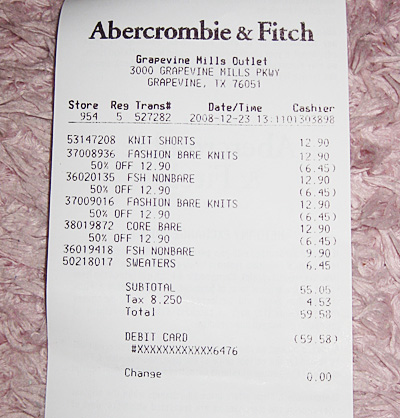 Abercrombie & Fitch
Grapevine Mills Outlet
3000 GRAPEVINE MILLS PKWY
GRAPEVINE, TX 76051
Store Reg Trans# Date/Time Cashier
954 5 527282 2008-12-23 13:1101303898
53147208 KNIT SHORTS 12.90
37008936 FASHION BARE KNITS 12.90
50% OFF 12.90 (6.45)
36020135 FSH NONBARE 12.90
50% OFF 12.90 (6.45)
37009016 FASHION BARE KNITS 12.90
50% OFF 12.90 (6.45)
38019872 CORE BARE 12.90
50% OFF 12.90 (6.45)
36019418 FSH NONBARE 9.90
50218017 SWEATERS 6.45
SUBTOTAL 55.05
Tax 8.250 4.53
Total 59.58
DEBIT CARD (59.58)
#XXXXXXXXXXXX6476
Change 0.00